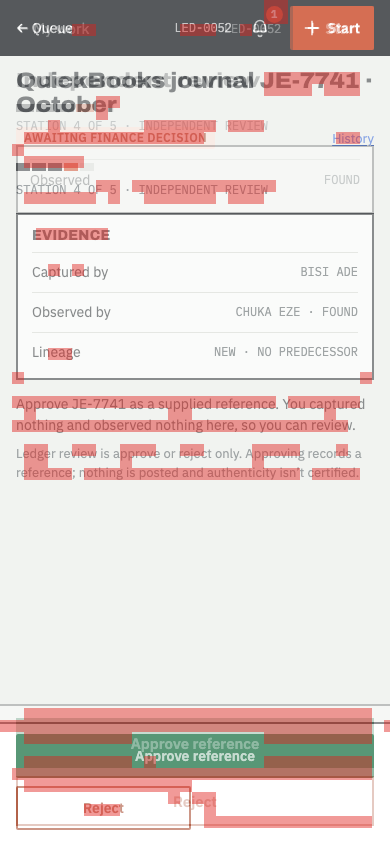 ← Queue
LED-0052
LED-0052
1
+ Start
QuickBooks journal JE-7741 ·
October
STATION 4 OF 5 · INDEPENDENT REVIEW
AWAITING FINANCE DECISION
History
Observed
FOUND
STATION 4 OF 5 · INDEPENDENT REVIEW
EVIDENCE
Captured by
BISI ADE
Observed by
CHUKA EZE · FOUND
Lineage
NEW · NO PREDECESSOR
Approve JE-7741 as a supplied reference. You captured
nothing and observed nothing here, so you can review.
Ledger review is approve or reject only. Approving records a
reference; nothing is posted and authenticity isn't certified.
Approve reference
Approve reference
Reject
Reject